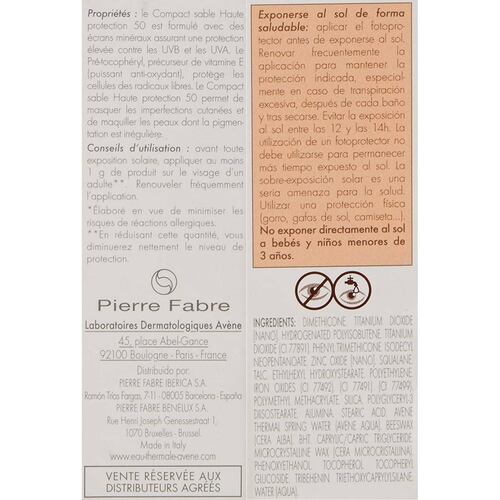 Propriétés : le Compact sable Haute
protection 50 est formulé avec des
écrans minéraux assurant une protection
élevée contre les UVB et les UVA. Le
Pré-tocophéryl, précurseur de vitamine E
(puissant anti-oxydant), protège les
cellules des radicaux libres. Le Compact
sable Haute protection 50 permet de
masquer les imperfections cutanées et
de maquiller les peaux dont la pigmen-
tation est irrégulière.
Conseils d'utilisation : avant toute
exposition solaire, appliquer au moins
1 g de produit sur le visage d'un
adulte**. Renouveler fréquemment
l'application.
*Élaboré en vue de minimiser les
risques de réactions allergiques.
**En réduisant cette quantité, vous
diminuerez nettement le niveau de
protection.
Pierre Fabre
Laboratoires Dermatologiques Avène
45, place Abel-Gance
92100 Boulogne - Paris - France
Distribuido por:
PIERRE FABRE IBERICA S.A.
Ramón Trías Fargas, 7-11 - 08005 Barcelona - España
PIERRE FABRE BENELUX S.A.
Rue Henri Joseph Genessestraat 1,
1070 Bruxelles - Brussel.
Made in Italy
www.eau-thermale-avene.com
VENTE RÉSERVÉE AUX
DISTRIBUTEURS AGRÉÉS
Exponerse al sol de forma
saludable: aplicar el fotopro-
tector antes de exponerse al sol.
Renovar frecuentemente la
aplicación para mantener la
protección indicada, especial-
mente en caso de transpiración
excesiva, después de cada baño
y tras secarse. Evitar la exposición
al sol entre las 12 y las 14h. La
utilización de un fotoprotector no
debe utilizarse para permanecer
más tiempo expuesto al sol. La
sobre-exposición solar es una
seria amenaza para la salud.
Utilizar una protección física
(gorro, gafas de sol, camiseta...).
No exponer directamente al sol
a bebés y niños menores de
3 años.
INGREDIENTS: DIMETHICONE. TITANIUM DIOXIDE
[NANO]. HYDROGENATED POLYISOBUTENE. TITANIUM
DIOXIDE (CI 77891). PHENYL TRIMETHICONE. ISODECYL
NEOPENTANOATE. ZINC OXIDE [NANO]. SQUALANE.
TALC. ETHYLHEXYL HYDROXYSTEARATE. POLYETHYLENE.
IRON OXIDES (CI 77492). (CI 77491). (CI 77499).
POLYMETHYL METHACRYLATE. SILICA. POLYGLYCERYL-3
DIISOSTEARATE. ALUMINA. STEARIC ACID. AVENE
THERMAL SPRING WATER (AVENE AQUA). BEESWAX
(CERA ALBA). BHT. CAPRYLIC/CAPRIC TRIGLYCERIDE.
MICROCRYSTALLINE WAX (CERA MICROCRISTALLINA).
PHENOXYETHANOL. TOCOPHEROL. TOCOPHERYL
GLUCOSIDE. TRIBEHENIN. TRIETHOXYCAPRYLYLSILANE.
WATER (AQUA).